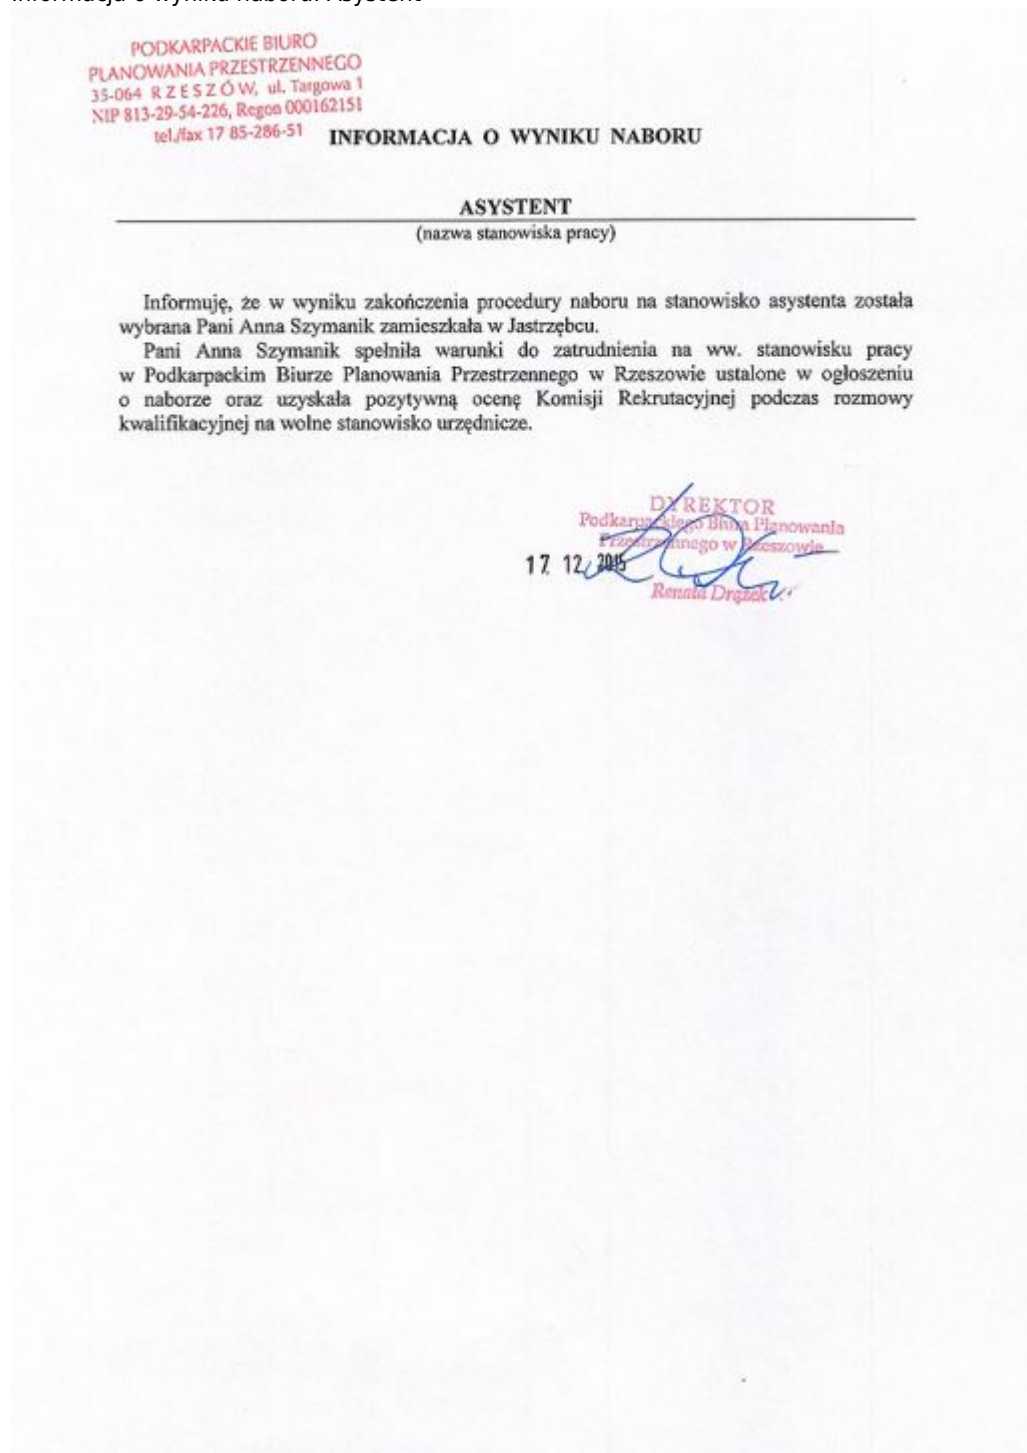 PODKARPACKIE BIURO
PLANOWANIA PRZESTRZENNEGO
35-064 RZESZÓW, ul. Targowa 1
NIP 813-29-54-226, Regon 000162151
tel./fax 17 85-286-51
INFORMACJA O WYNIKU NABORU
ASYSTENT
(nazwa stanowiska pracy)
Informuję, że w wyniku zakończenia procedury naboru na stanowisko asystenta została
wybrana Pani Anna Szymanik zamieszkała w Jastrzębcu.
Pani Anna Szymanik spełniła warunki do zatrudnienia na ww. stanowisku pracy
w Podkarpackim Biurze Planowania Przestrzennego w Rzeszowie ustalone w ogłoszeniu
o naborze oraz uzyskała pozytywną ocenę Komisji Rekrutacyjnej podczas rozmowy
kwalifikacyjnej na wolne stanowisko urzędnicze.
DYREKTOR
Podkarpackiego Biura Planowania
Przestrzennego w Rzeszowie
17. 12. 2015
Renata Drążek